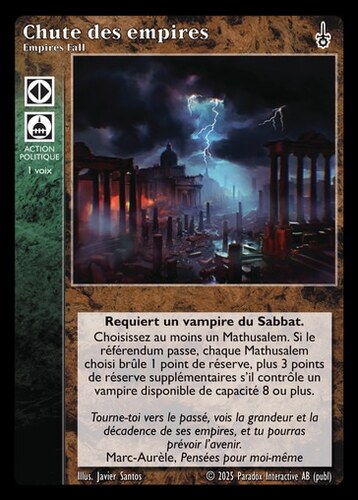 Chute des empires
Empires Fall
ACTION
POLITIQUE
1 voix
Requiert un vampire du Sabbat.
Choisissez au moins un Mathusalem. Si le
référendum passe, chaque Mathusalem
choisi brûle 1 point de réserve, plus 3 points
de réserve supplémentaires s'il contrôle un
vampire disponible de capacité 8 ou plus.
Tourne-toi vers le passé, vois la grandeur et la
décadence de ses empires, et tu pourras
prévoir l'avenir.
Marc-Aurèle, Pensées pour moi-même
Illus. Javier Santos
© 2025 Paradox Interactive AB (publ)